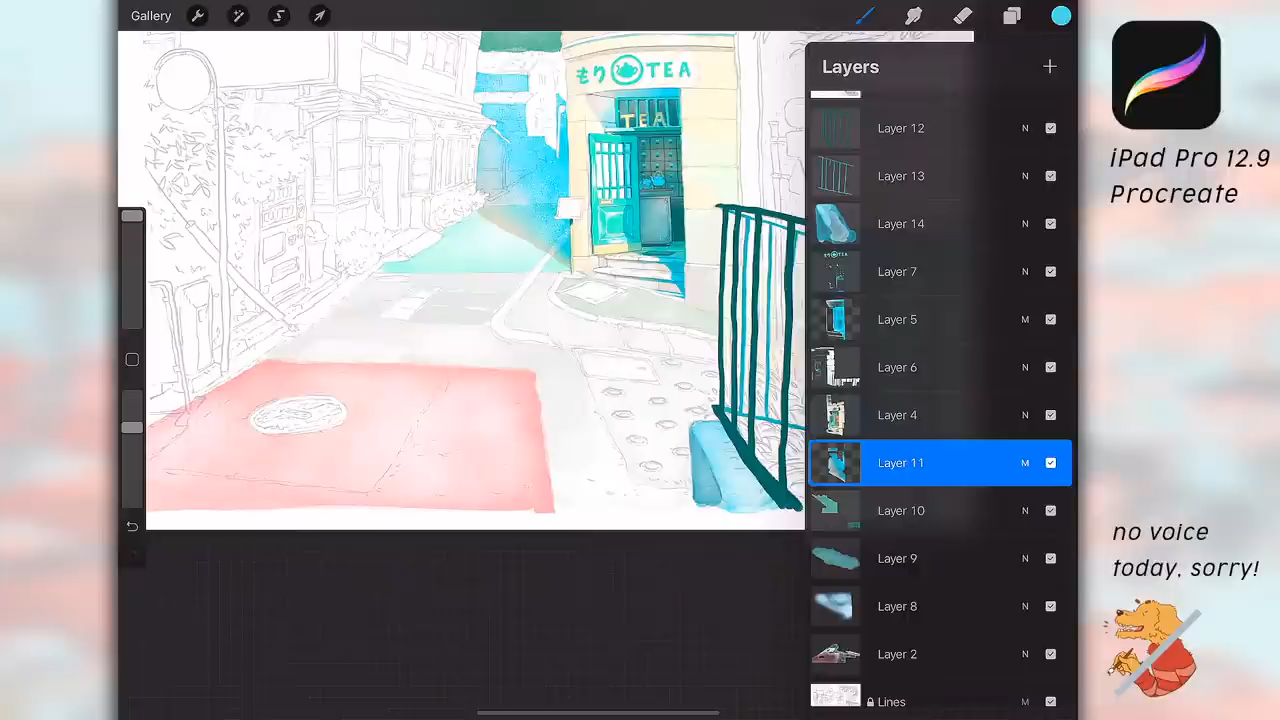 Gallery
もり TEA
TEA
Layers
Layer 12 N
Layer 13 N
Layer 14 N
Layer 7 N
Layer 5 M
Layer 6 N
Layer 4 N
Layer 11 M
Layer 10 N
Layer 9 N
Layer 8 N
Layer 2 N
Lines M
iPad Pro 12.9
Procreate
no voice
today, sorry!